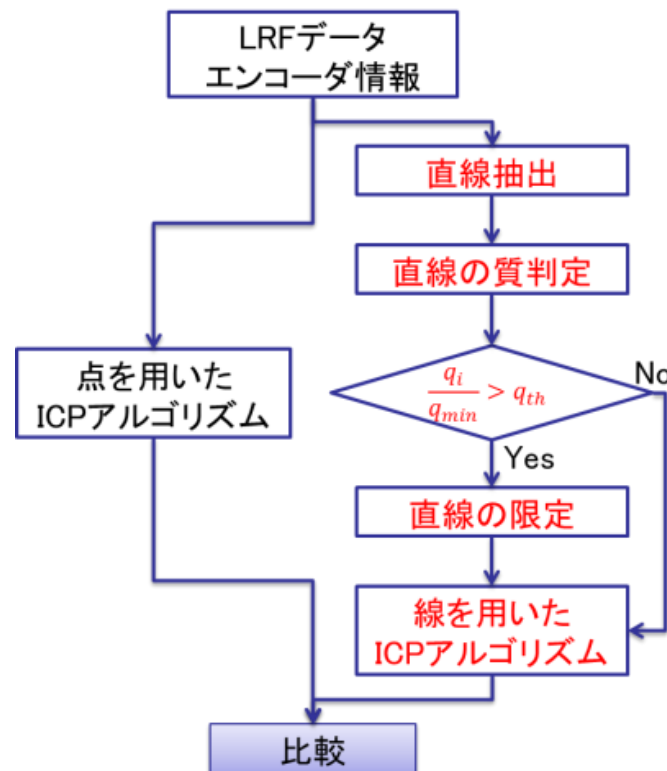 LRFデータ
エンコーダ情報
直線抽出
直線の質判定
点を用いた
ICPアルゴリズム
q_i / q_min > q_th
No
Yes
直線の限定
線を用いた
ICPアルゴリズム
比較